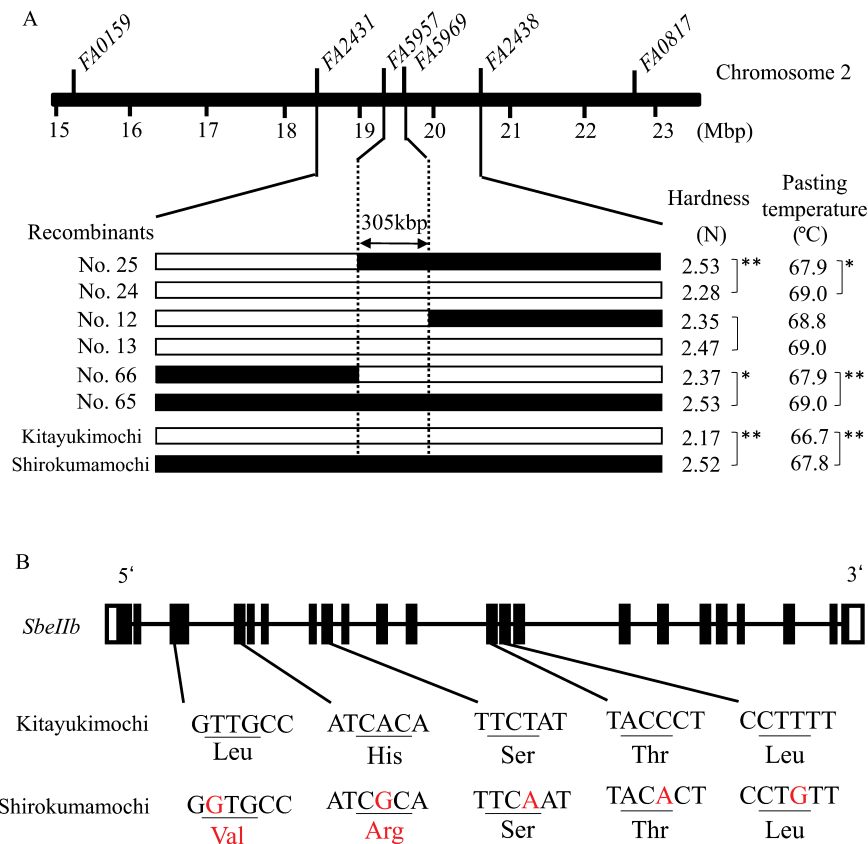 A
FA0159 FA2431 FA5957 FA5969 FA2438 FA0817
Chromosome 2
15 16 17 18 19 20 21 22 23 (Mbp)
Hardness (N)
Pasting temperature (ºC)
305kbp
Recombinants
No. 25 2.53 ** 67.9 *
No. 24 2.28 69.0
No. 12 2.35 68.8
No. 13 2.47 69.0
No. 66 2.37 * 67.9 **
No. 65 2.53 69.0
Kitayukimochi 2.17 ** 66.7 **
Shirokumamochi 2.52 67.8
B
5‘ 3‘
SbeIIb
Kitayukimochi GTTGCC ATCACA TTCTAT TACCCT CCTTTT
Leu His Ser Thr Leu
Shirokumamochi GGTGCC ATCGCA TTCAAT TACACT CCTGTT
Val Arg Ser Thr Leu